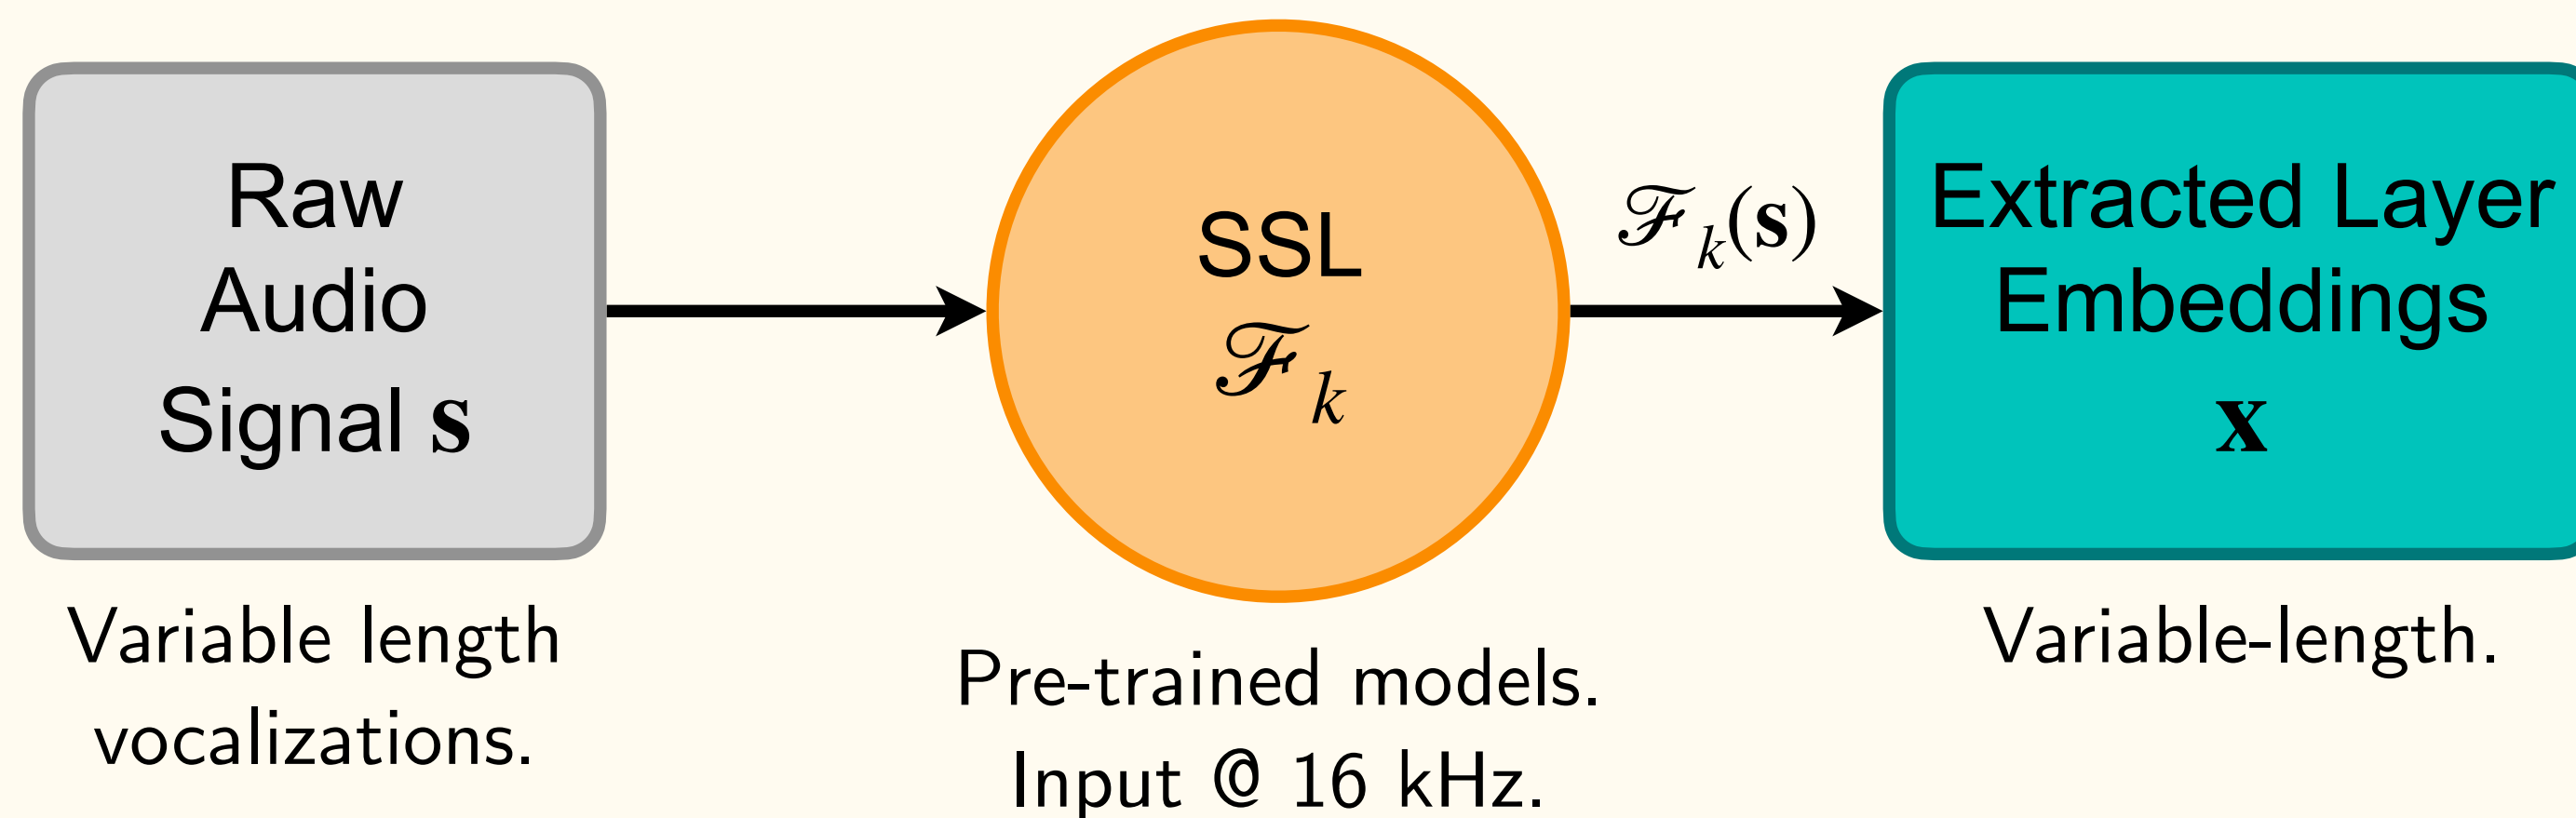 Raw
Audio
Signal s
Variable length
vocalizations.
SSL
ℱk
Pre-trained models.
Input @ 16 kHz.
ℱk(s)
Extracted Layer
Embeddings
x
Variable-length.